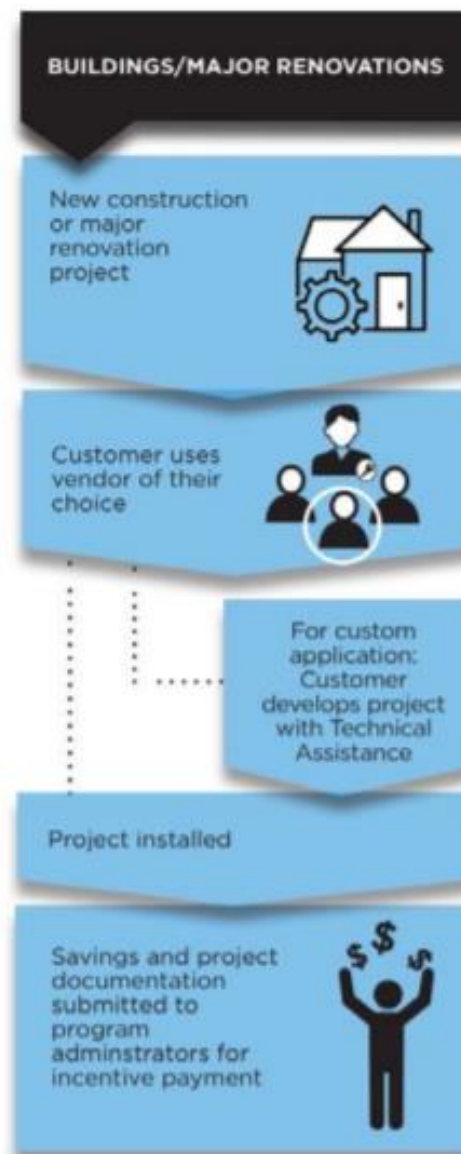 BUILDINGS/MAJOR RENOVATIONS
New construction
or major
renovation
project
Customer uses
vendor of their
choice
For custom
application:
Customer
develops project
with Technical
Assistance
Project installed
Savings and project
documentation
submitted to
program
adminstrators for
incentive payment
$ $ $